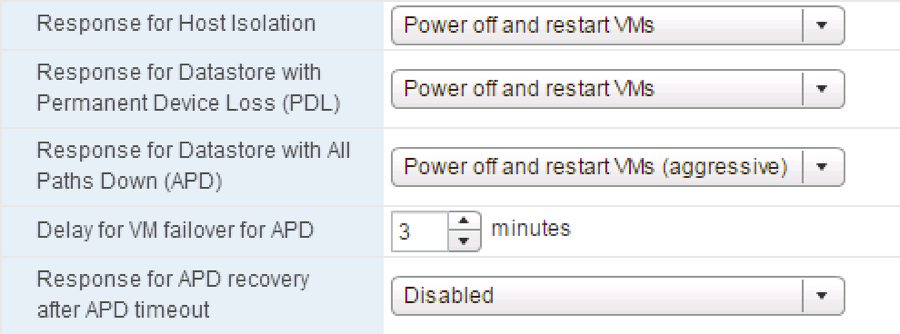 Response for Host Isolation
Power off and restart VMs
Response for Datastore with
Permanent Device Loss (PDL)
Power off and restart VMs
Response for Datastore with All
Paths Down (APD)
Power off and restart VMs (aggressive)
Delay for VM failover for APD
3 minutes
Response for APD recovery
after APD timeout
Disabled